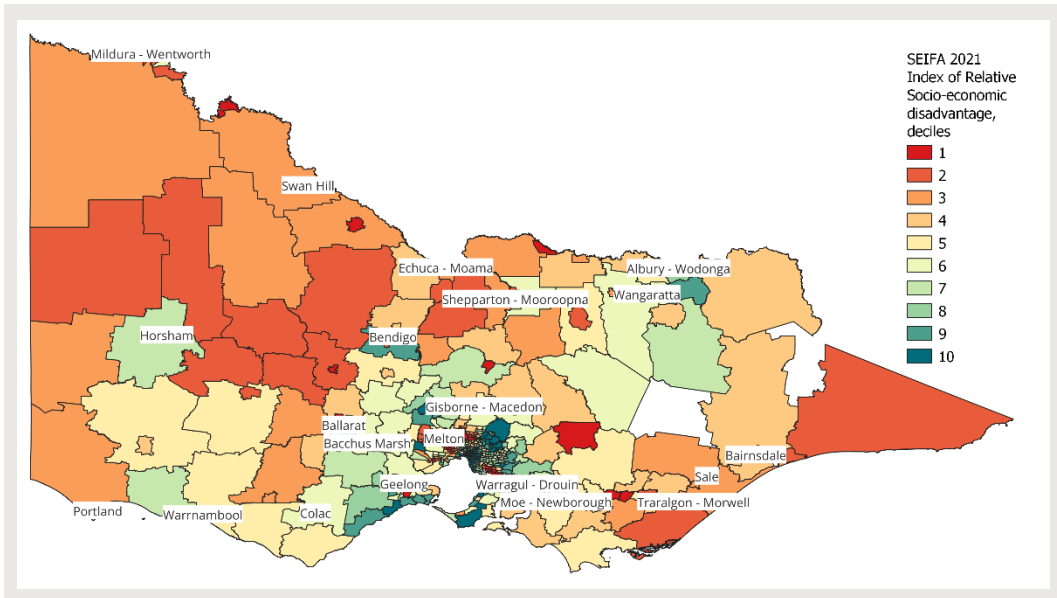 Mildura - Wentworth
SEIFA 2021
Index of Relative
Socio-economic
disadvantage,
deciles
1
2
3
4
5
6
7
8
9
10
Swan Hill
Echuca - Moama
Albury - Wodonga
Shepparton - Mooroopna
Wangaratta
Horsham
Bendigo
Gisborne - Macedon
Ballarat
Bacchus Marsh
Melton
Bairnsdale
Geelong
Warragul - Drouin
Sale
Moe - Newborough
Traralgon - Morwell
Portland
Warrnambool
Colac